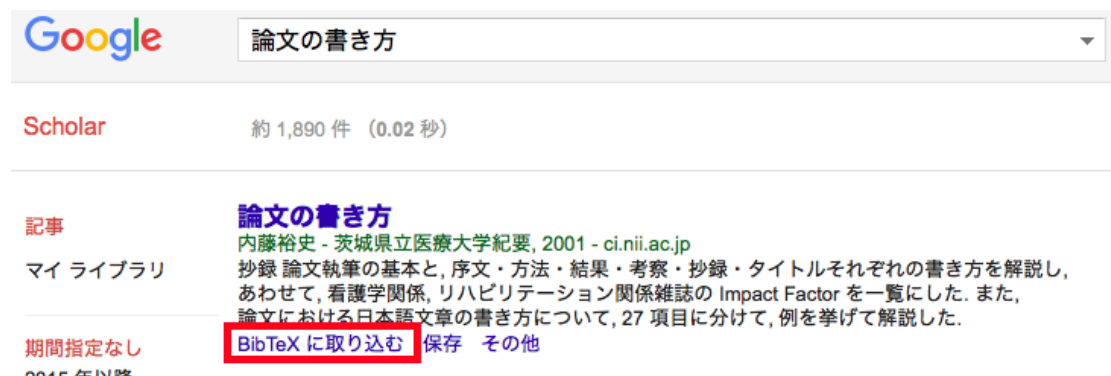 Google
論文の書き方
Scholar
約 1,890 件 （0.02 秒）
記事
マイ ライブラリ
期間指定なし
2015 年以降
論文の書き方
内藤裕史 - 茨城県立医療大学紀要, 2001 - ci.nii.ac.jp
抄録 論文執筆の基本と, 序文・方法・結果・考察・抄録・タイトルそれぞれの書き方を解説し,
あわせて, 看護学関係, リハビリテーション関係雑誌の Impact Factor を一覧にした. また,
論文における日本語文章の書き方について, 27 項目に分けて, 例を挙げて解説した.
BibTeX に取り込む 保存 その他